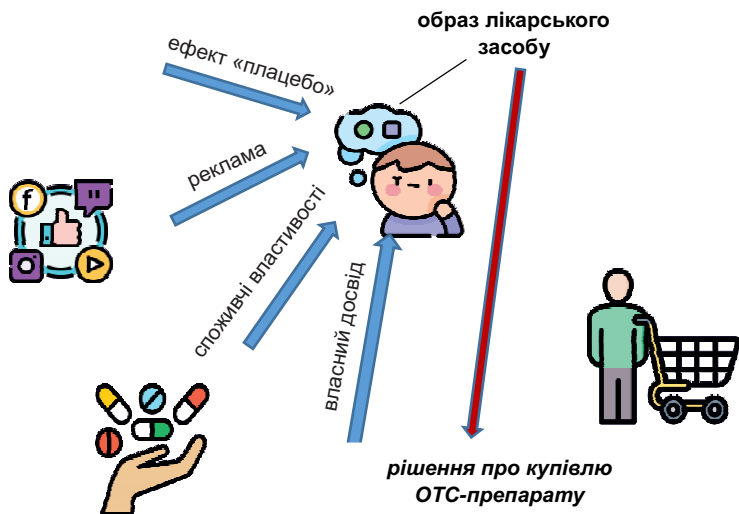 образ лікарського
засобу
ефект «плацебо»
реклама
споживчі властивості
власний досвід
рішення про купівлю
ОТС-препарату